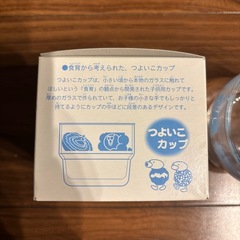 ●食育から考えられた、つよいこカップ
つよいこカップは、小さい頃から本物のガラスに触れて
ほしいという「食育」の観点から開発された子供用カップです。
厚めのガラスで作られていて、お子様の小さな手でもしっかりと
持てるようにカップの中ほどに段差のあるデザインです。
つよいこ
カップ